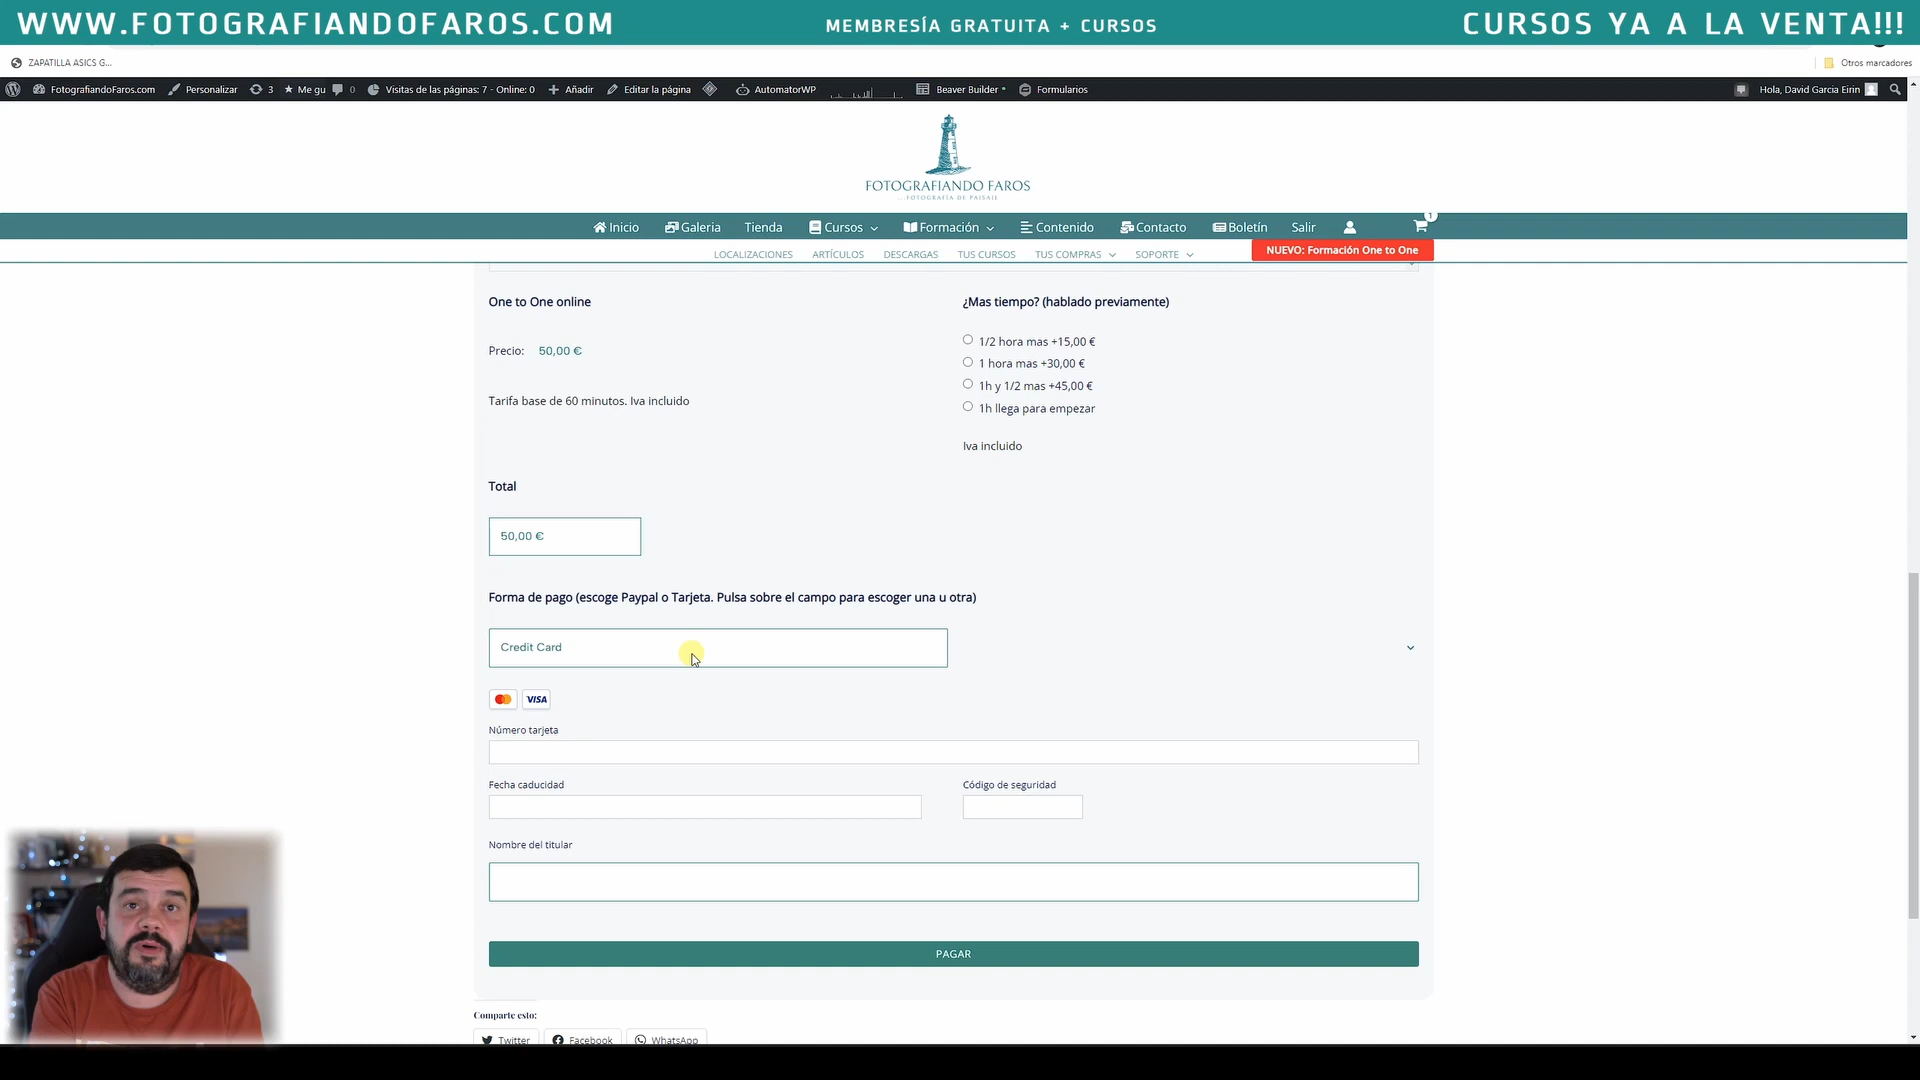 WWW.FOTOGRAFIANDOFAROS.COM MEMBRESÍA GRATUITA + CURSOS CURSOS YA A LA VENTA!!!
ZAPATILLA ASICS G... Otros marcadores
FotografiandoFaros.com Personalizar 3 Me gu 0 Visitas de las páginas: 7 - Online: 0 Añadir Editar la página AutomatorWP Beaver Builder Formularios Hola, David Garcia Eirin
FOTOGRAFIANDO FAROS
...FOTOGRAFIA DE PAISAJE
Inicio Galeria Tienda Cursos Formación Contenido Contacto Boletín Salir 1
LOCALIZACIONES ARTÍCULOS DESCARGAS TUS CURSOS TUS COMPRAS SOPORTE NUEVO: Formación One to One
One to One online ¿Mas tiempo? (hablado previamente)
Precio: 50,00 € 1/2 hora mas +15,00 €
1 hora mas +30,00 €
1h y 1/2 mas +45,00 €
Tarifa base de 60 minutos. Iva incluido 1h llega para empezar
Iva incluido
Total
50,00 €
Forma de pago (escoge Paypal o Tarjeta. Pulsa sobre el campo para escoger una u otra)
Credit Card
VISA
Número tarjeta
Fecha caducidad Código de seguridad
Nombre del titular
PAGAR
Comparte esto:
Twitter Facebook WhatsApp